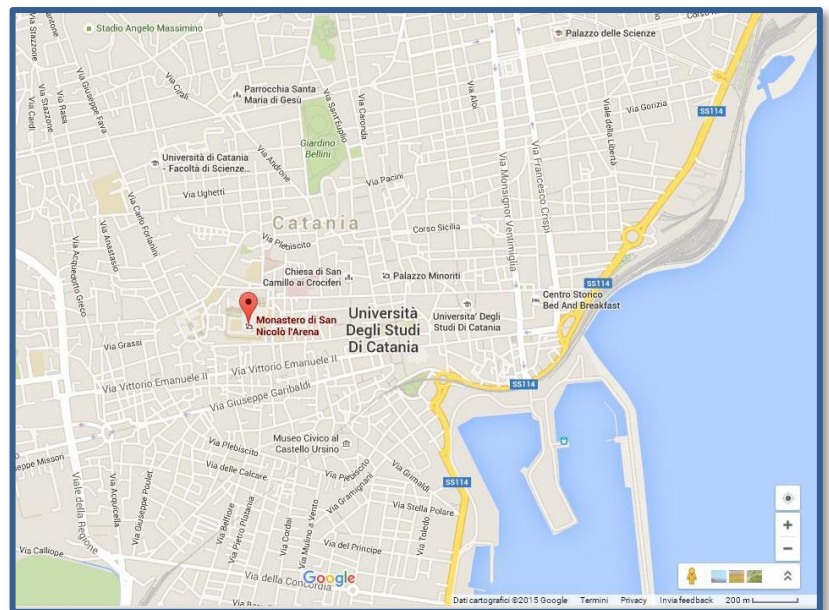 Stadio Angelo Massimino
Palazzo delle Scienze
Via Stazzone
Via Giuseppe Fava
Via Cifali
Parrocchia Santa
Maria di Gesù
Via Sant'Euplio
Via Caronda
Via Aloi
Via Gorizia
SS114
Via Cardi
Via Stazzone
Via Rasa
Viale della Libertà
Giardino
Bellini
Università di Catania
- Facoltà di Scienze...
Via Androne
Via Monsignor Ventimiglia
Via Francesco Crispi
Via Ughetti
Via Pacini
Via Carlo Forlanini
Via Anastasio
Catania
Corso Sicilia
Via Plebiscito
Via Acquedotto Greco
Chiesa di San
Camillo ai Crociferi
Palazzo Minoriti
SS114
Centro Storico
Bed And Breakfast
Monastero di San
Nicolò l'Arena
Università
Degli Studi
Di Catania
Universita' Degli
Studi Di Catania
Via Grassi
Via Vittorio Emanuele II
Via Vittorio Emanuele II
SS114
Via Giuseppe Garibaldi
Museo Civico al
Castello Ursino
Via Plebiscito
eppe Missori
Via delle Calcare
Via Plebiscito
Via Grimaldi
SS114
Viale della Regione
Via Acquicella
Via Giuseppe Poulet
Via Gramignani
Via Stella Polare
Via Belfiore
Via Pietro Platania
Via Cordai
Via Mulino a Vento
Via Toledo
Via Calliope
Via del Principe
Via della Concordia
Google
Dati cartografici ©2015 Google Termini Privacy Invia feedback 200 m